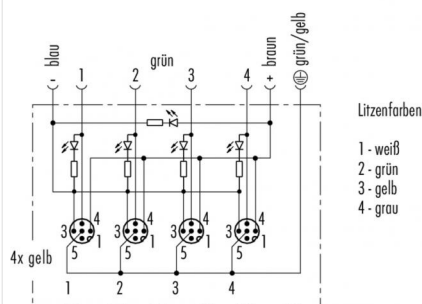 blau
grün
braun
grün/gelb
- 1 2 3 4 +
Litzenfarben
1 - weiß
2 - grün
3 - gelb
4 - grau
3 4 3 4 3 4 3 4
1 1 1 1
5 5 5 5
4x gelb
1 2 3 4